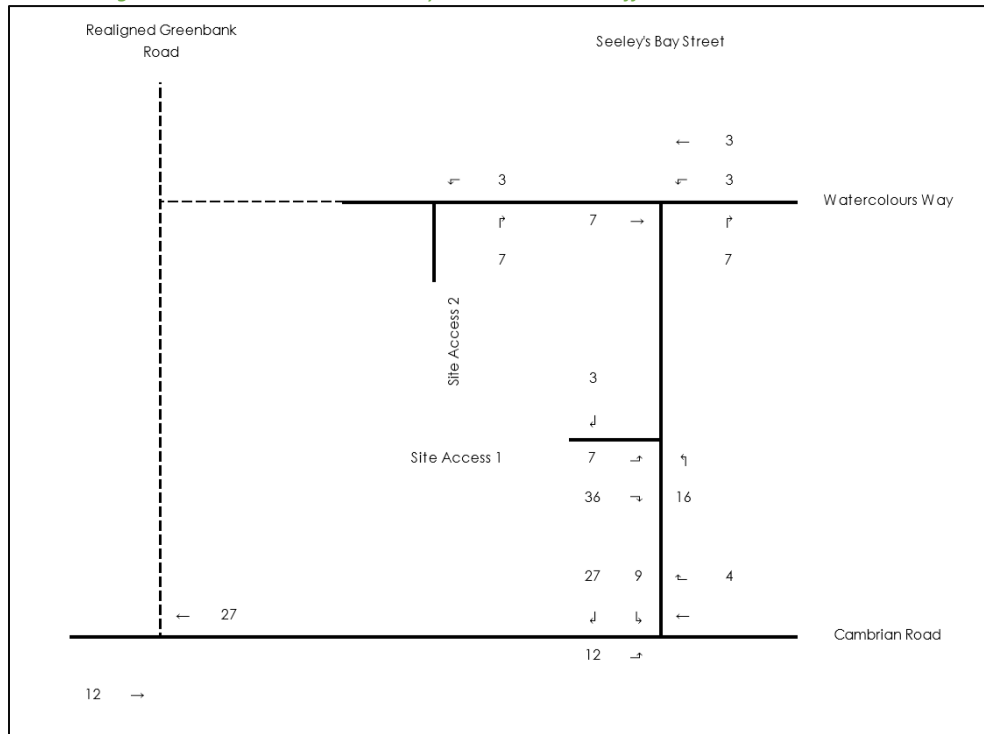 Realigned Greenbank
Road
Seeley's Bay Street
← 3
3 3
Watercolours Way
7 → 
7 7
Site Access 2
3
Site Access 1
7
36 16
27 9 4
← 27
←
Cambrian Road
12
12 →